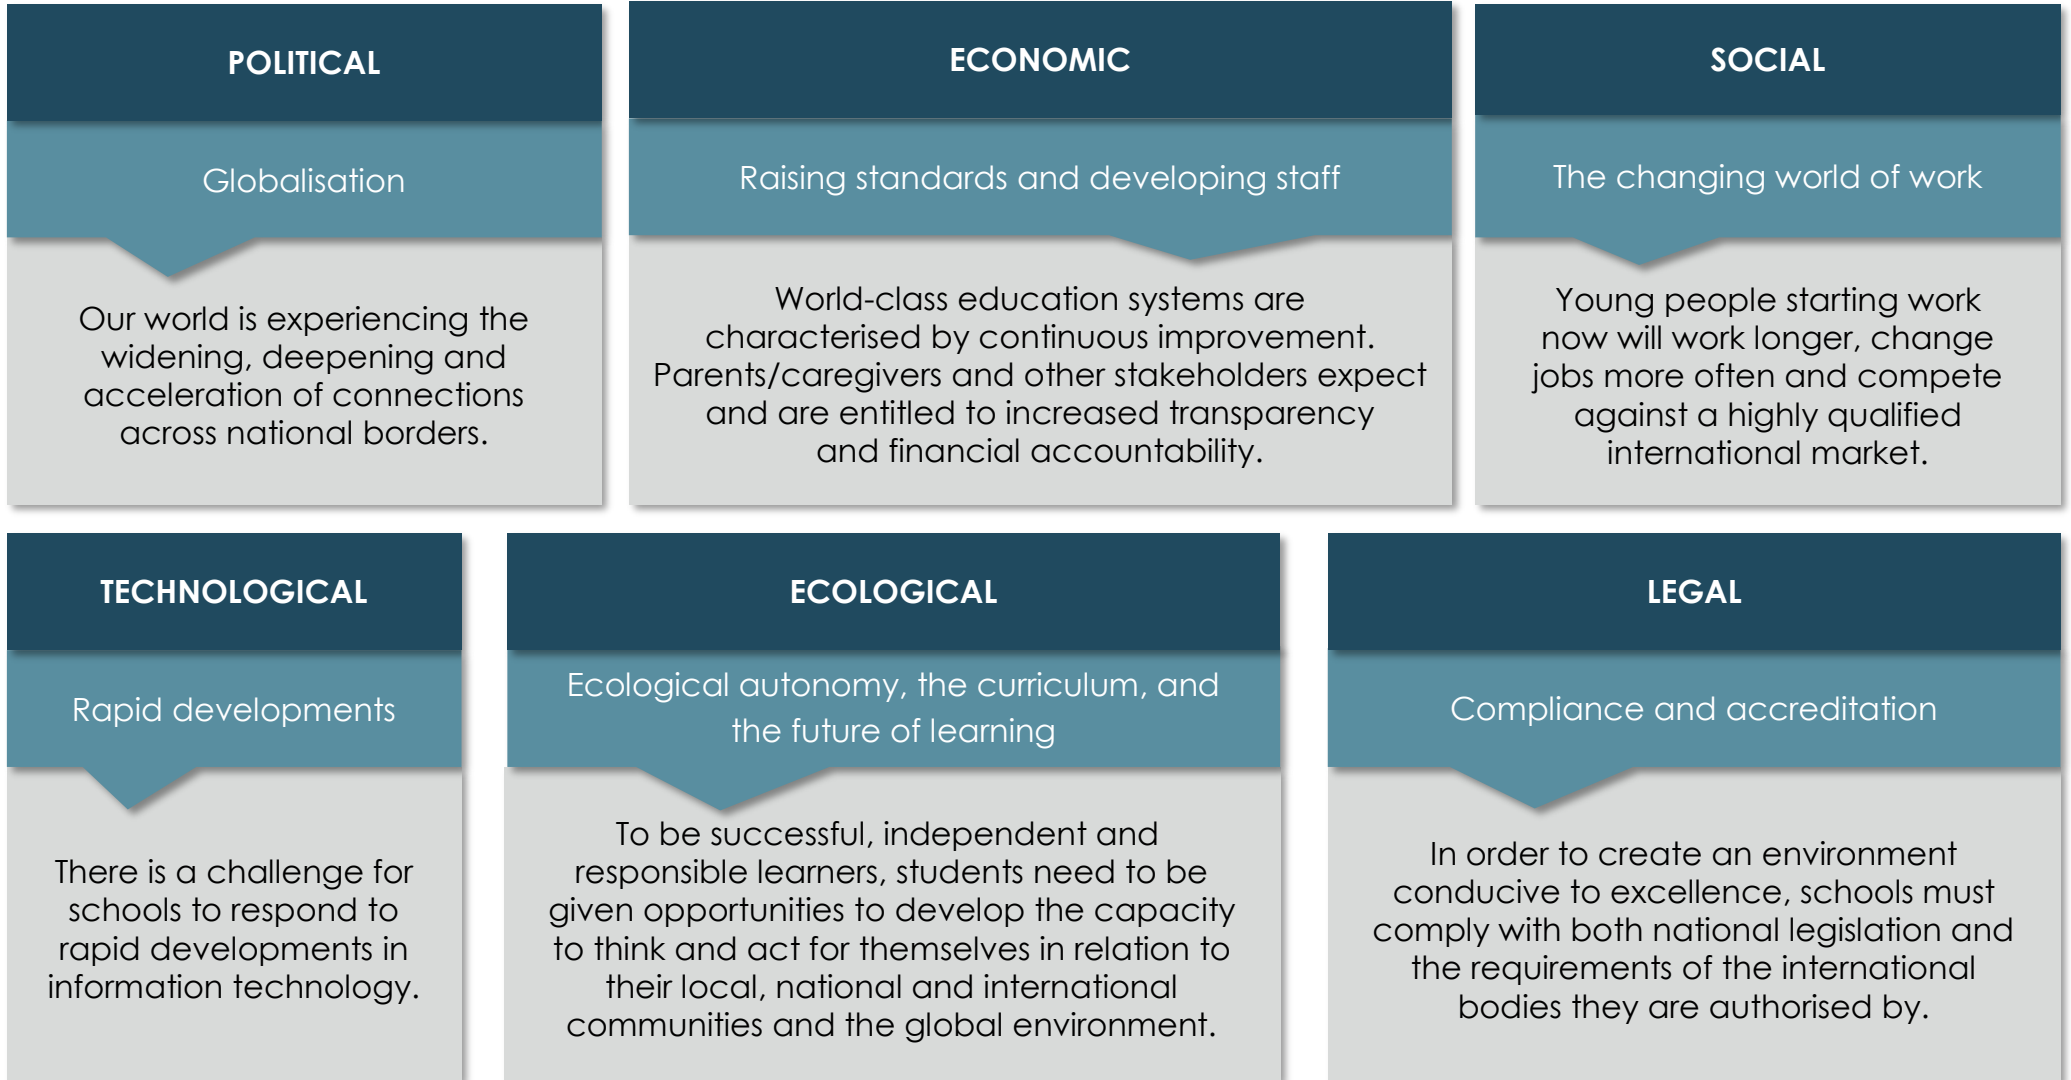 POLITICAL
Globalisation
Our world is experiencing the
widening, deepening and
acceleration of connections
across national borders.
ECONOMIC
Raising standards and developing staff
World-class education systems are
characterised by continuous improvement.
Parents/caregivers and other stakeholders expect
and are entitled to increased transparency
and financial accountability.
SOCIAL
The changing world of work
Young people starting work
now will work longer, change
jobs more often and compete
against a highly qualified
international market.
TECHNOLOGICAL
Rapid developments
There is a challenge for
schools to respond to
rapid developments in
information technology.
ECOLOGICAL
Ecological autonomy, the curriculum, and
the future of learning
To be successful, independent and
responsible learners, students need to be
given opportunities to develop the capacity
to think and act for themselves in relation to
their local, national and international
communities and the global environment.
LEGAL
Compliance and accreditation
In order to create an environment
conducive to excellence, schools must
comply with both national legislation and
the requirements of the international
bodies they are authorised by.